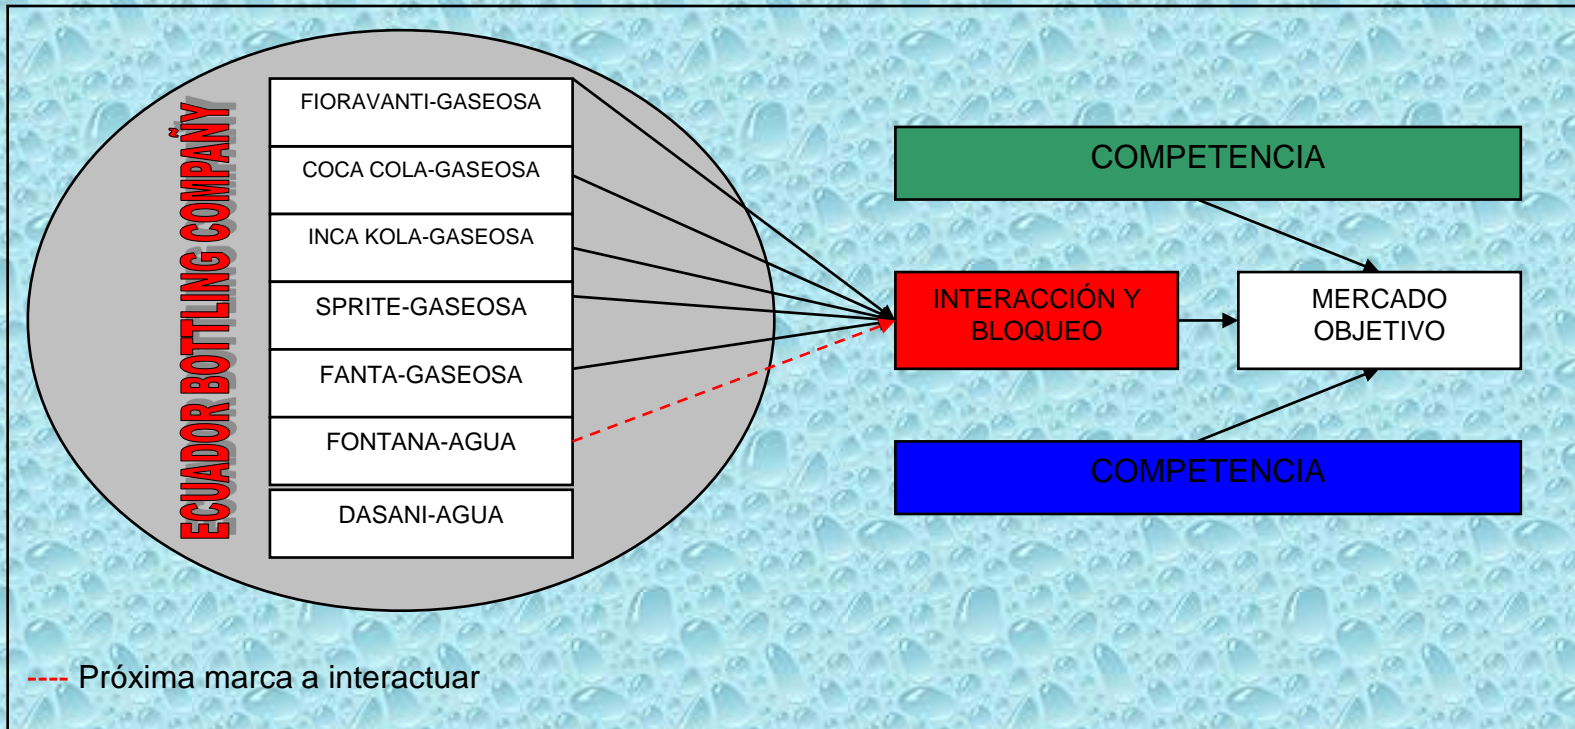 ECUADOR BOTTLING COMPAÑY
FIORAVANTI-GASEOSA
COCA COLA-GASEOSA
INCA KOLA-GASEOSA
SPRITE-GASEOSA
FANTA-GASEOSA
FONTANA-AGUA
DASANI-AGUA
COMPETENCIA
INTERACCIÓN Y
BLOQUEO
MERCADO
OBJETIVO
COMPETENCIA
Próxima marca a interactuar